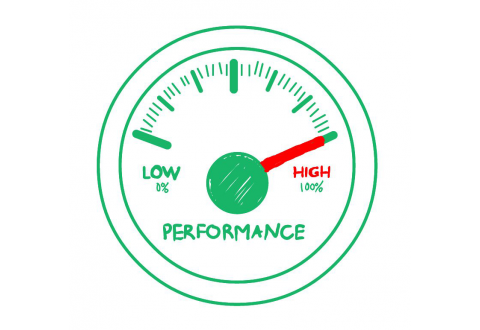 LOW
0%
HIGH
100%
PERFORMANCE